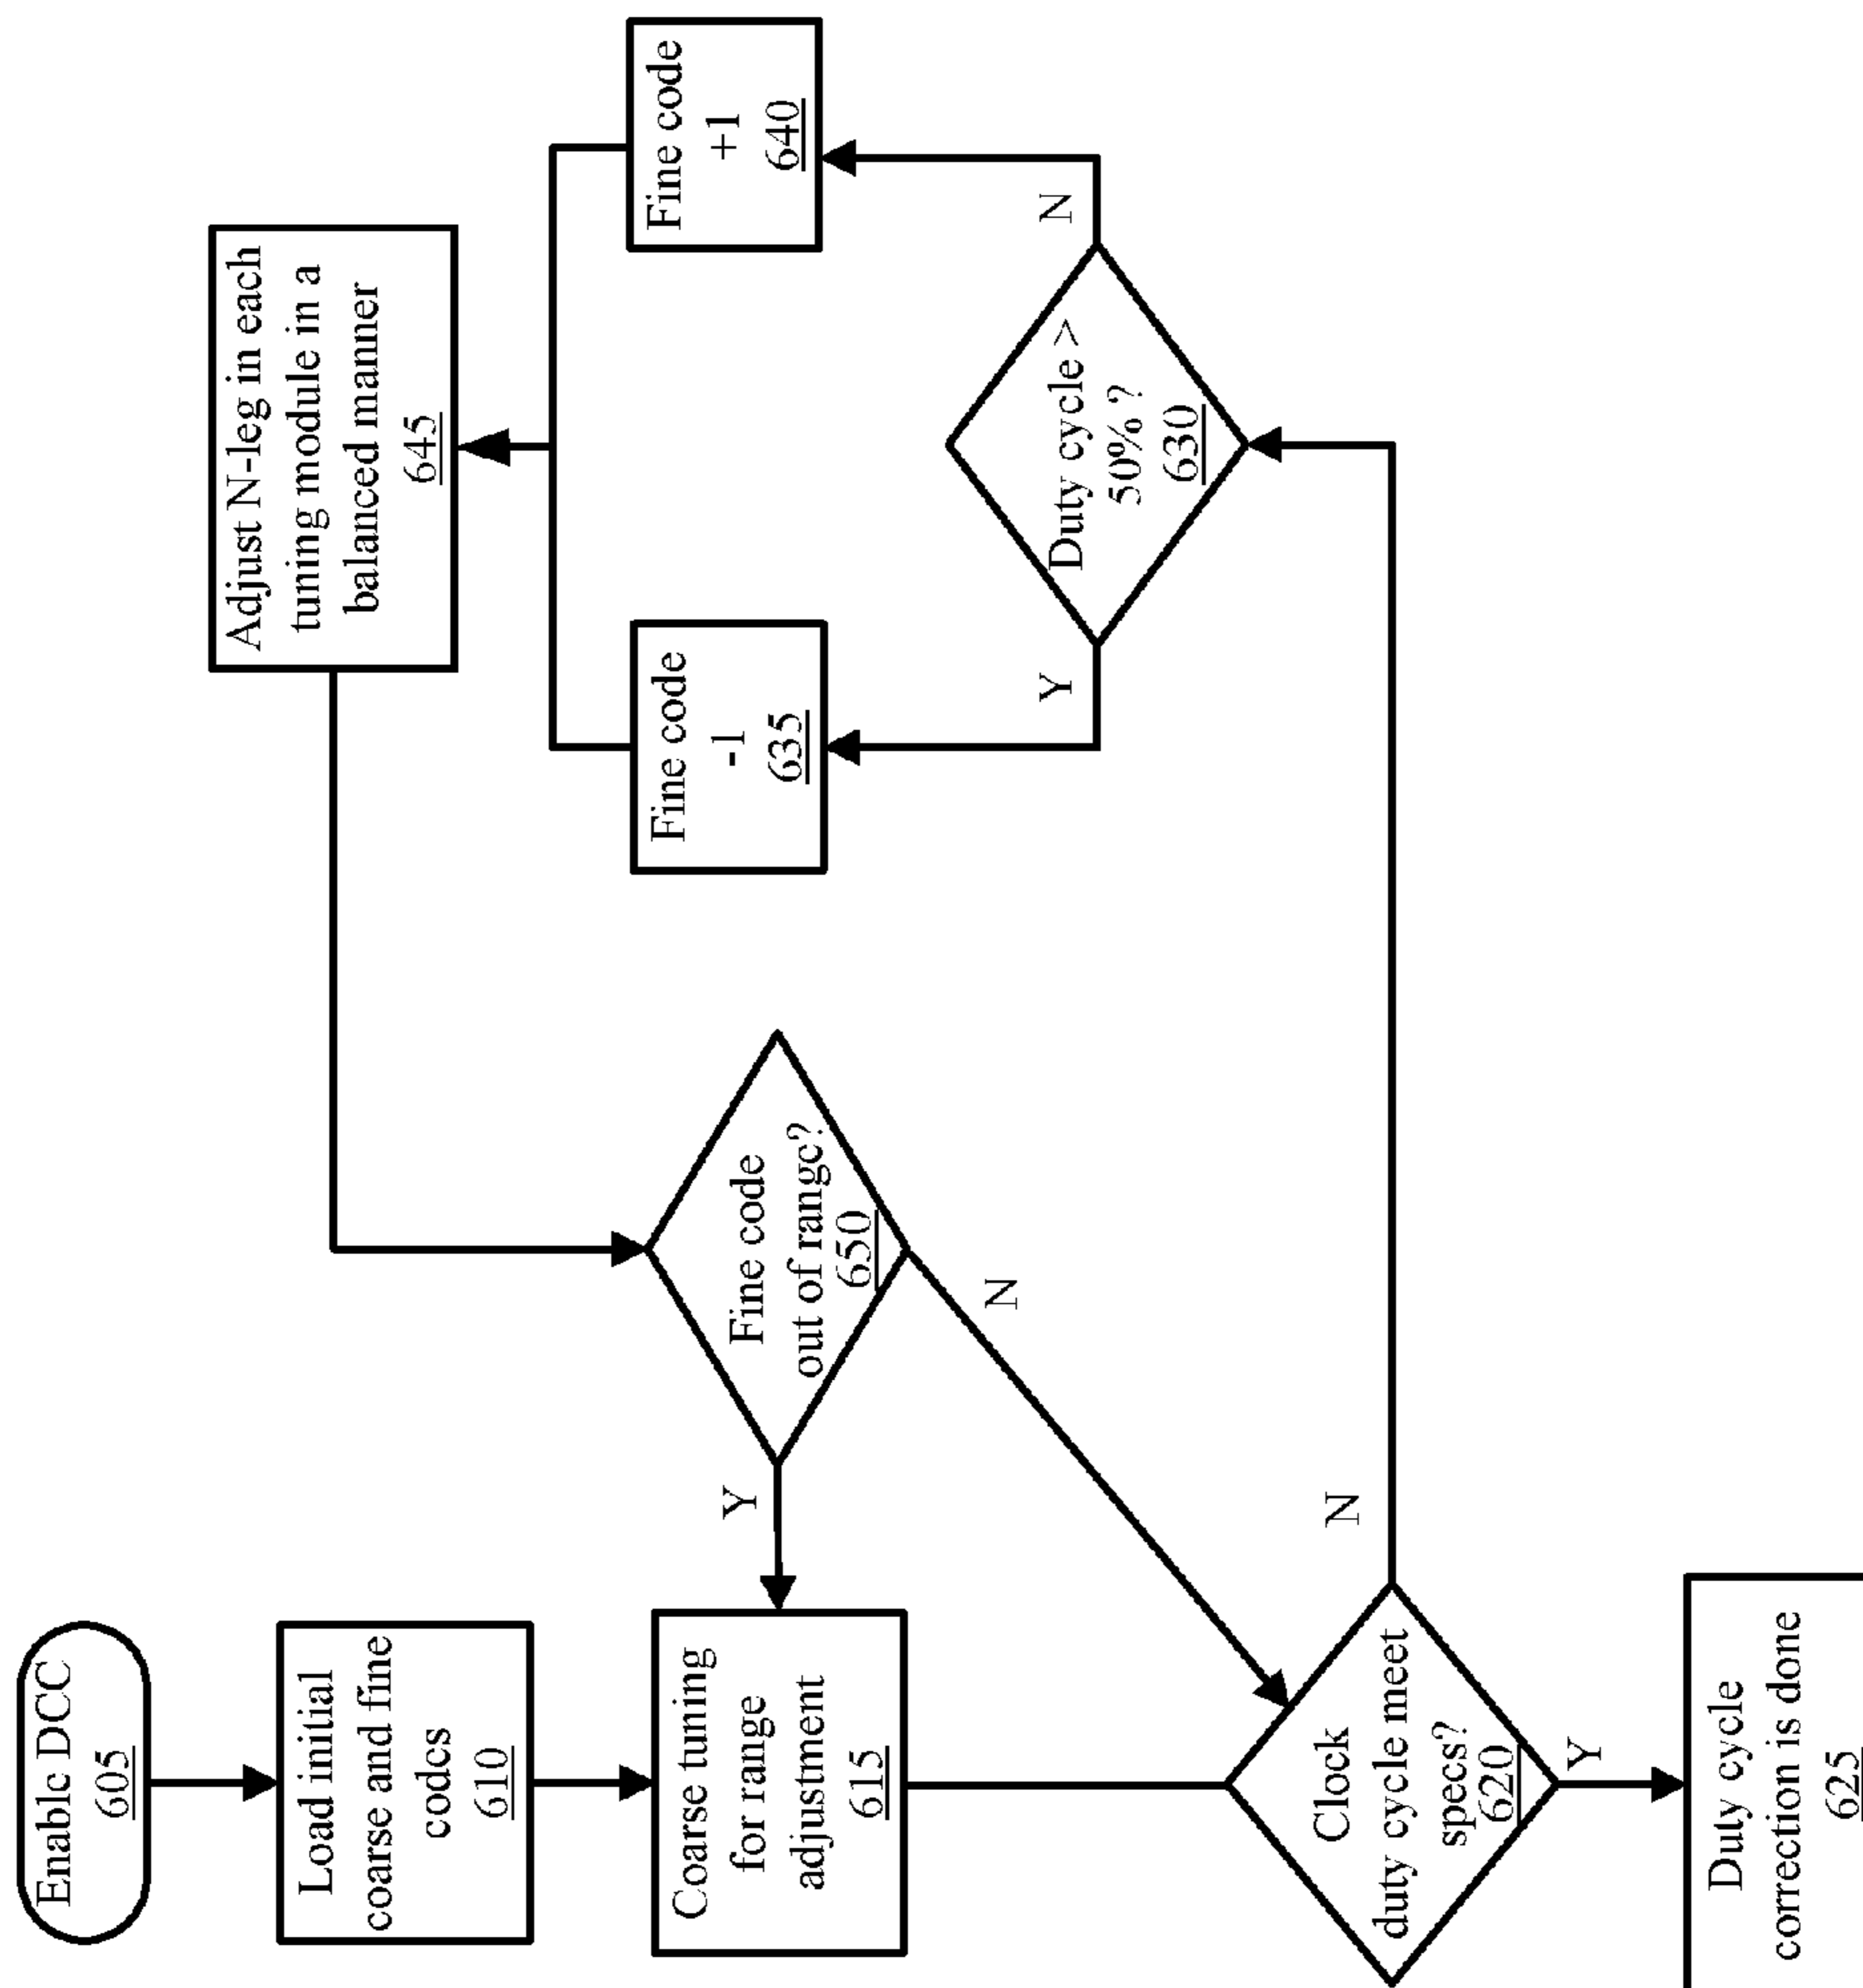 Enable DCC
605
Load initial
coarse and fine
codes
610
Coarse tuning
for range
adjustment
615
Clock
duty cycle meet
specs?
620
Y
Duty cycle
correction is done
625
N
Duty cycle >
50% ?
630
Y
N
Fine code
-1
635
Fine code
+1
640
Adjust N-leg in each
tuning module in a
balanced manner
645
Fine code
out of range?
650
Y
N